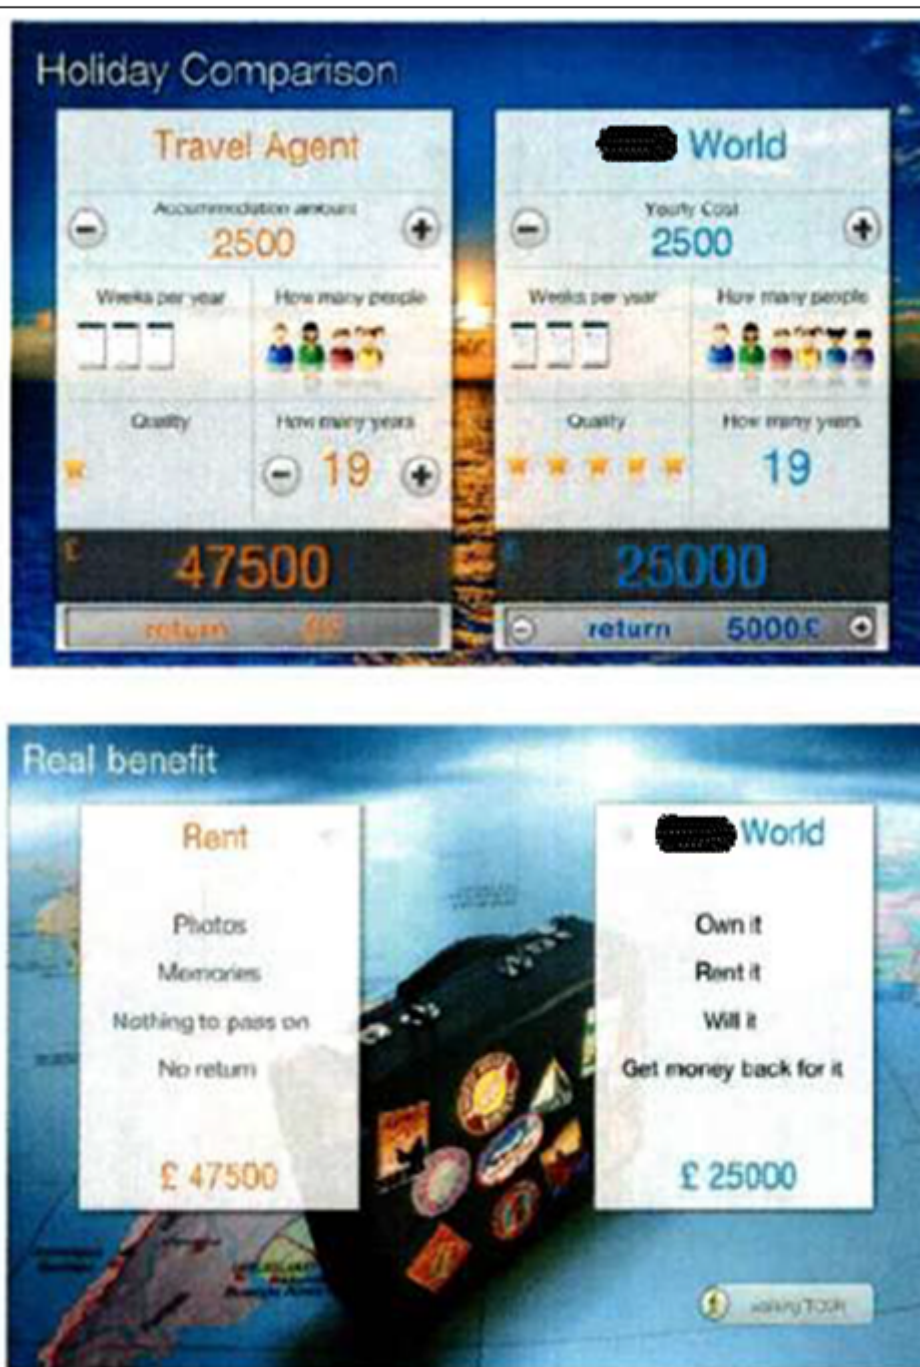 Holiday Comparison
Travel Agent
Accommodation amount
2500
Weeks per year
How many people
Quality
How many years
19
£
47500
return
World
Yearly Cost
2500
Weeks per year
How many people
Quality
How many years
19
£
25000
return 5000 £
Real benefit
Rent
Photos
Memories
Nothing to pass on
No return
£ 47500
World
Own it
Rent it
Will it
Get money back for it
£ 25000